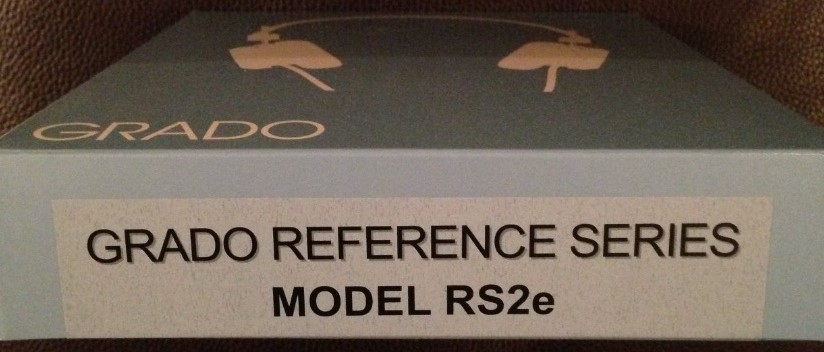 GRADO
GRADO REFERENCE SERIES
MODEL RS2e